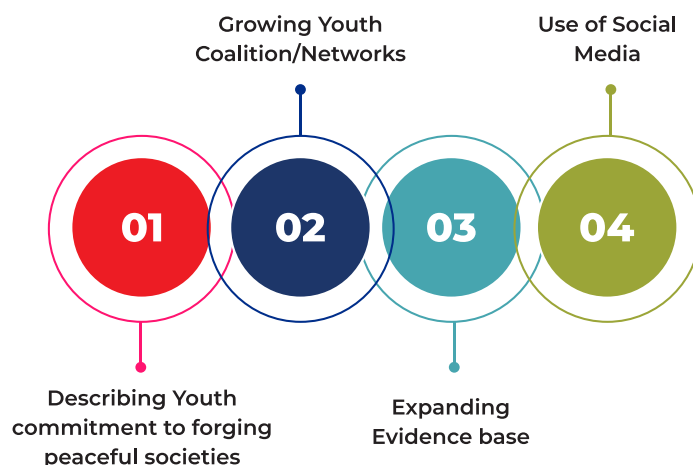 Growing Youth
Coalition/Networks
Use of Social
Media
01
02
03
04
Describing Youth
commitment to forging
peaceful societies
Expanding
Evidence base